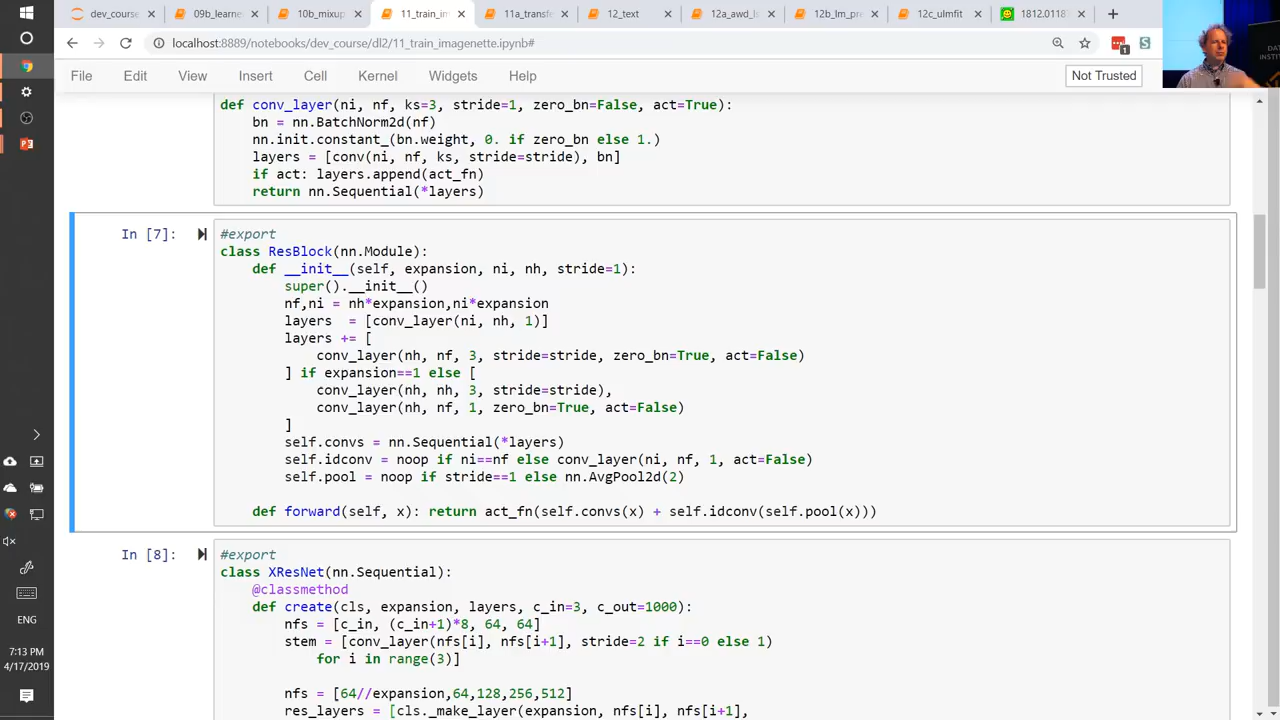 dev_course
09b_learne
10b_mixup
11_train_im
11a_transfe
12_text
12a_awd_l
12b_lm_pre
12c_ulmfit
1812.01187
localhost:8889/notebooks/dev_course/dl2/11_train_imagenette.ipynb#
File Edit View Insert Cell Kernel Widgets Help
Not Trusted
def conv_layer(ni, nf, ks=3, stride=1, zero_bn=False, act=True):
    bn = nn.BatchNorm2d(nf)
    nn.init.constant_(bn.weight, 0. if zero_bn else 1.)
    layers = [conv(ni, nf, ks, stride=stride), bn]
    if act: layers.append(act_fn)
    return nn.Sequential(*layers)
In [7]:
#export
class ResBlock(nn.Module):
    def __init__(self, expansion, ni, nh, stride=1):
        super().__init__()
        nf,ni = nh*expansion,ni*expansion
        layers  = [conv_layer(ni, nh, 1)]
        layers += [
            conv_layer(nh, nf, 3, stride=stride, zero_bn=True, act=False)
        ] if expansion==1 else [
            conv_layer(nh, nh, 3, stride=stride),
            conv_layer(nh, nf, 1, zero_bn=True, act=False)
        ]
        self.convs = nn.Sequential(*layers)
        self.idconv = noop if ni==nf else conv_layer(ni, nf, 1, act=False)
        self.pool = noop if stride==1 else nn.AvgPool2d(2)
    def forward(self, x): return act_fn(self.convs(x) + self.idconv(self.pool(x)))
In [8]:
#export
class XResNet(nn.Sequential):
    @classmethod
    def create(cls, expansion, layers, c_in=3, c_out=1000):
        nfs = [c_in, (c_in+1)*8, 64, 64]
        stem = [conv_layer(nfs[i], nfs[i+1], stride=2 if i==0 else 1)
            for i in range(3)]
        nfs = [64//expansion,64,128,256,512]
        res_layers = [cls._make_layer(expansion, nfs[i], nfs[i+1],
ENG
7:13 PM
4/17/2019